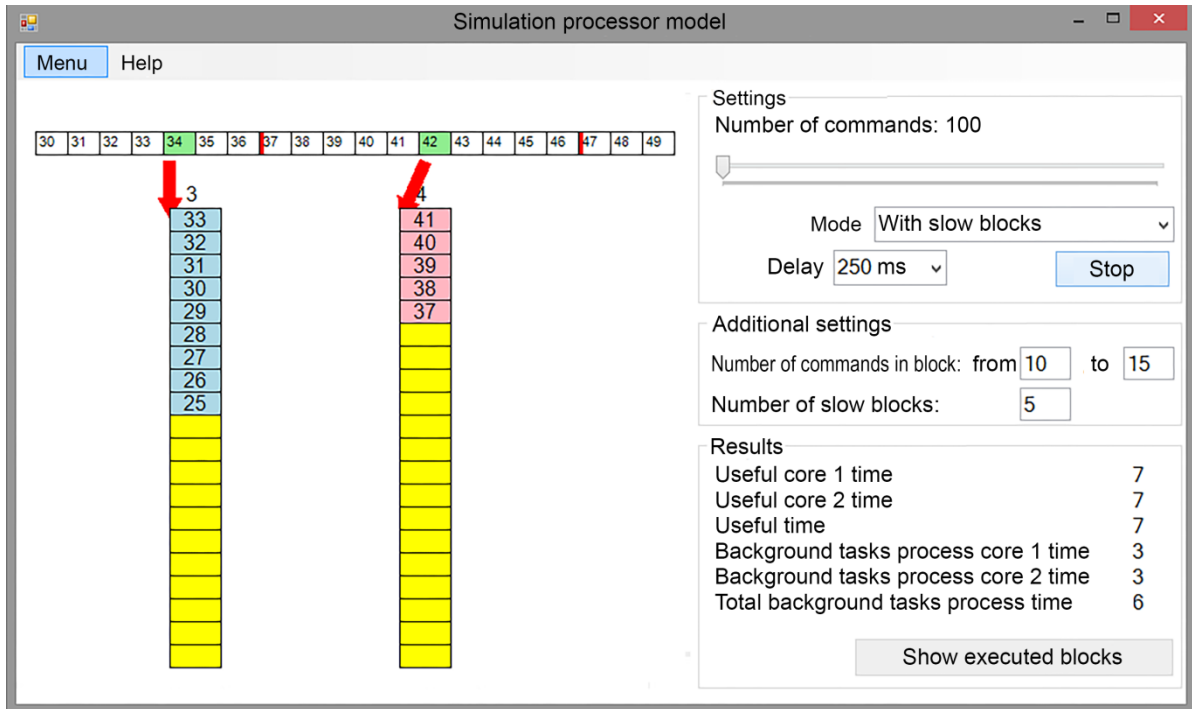 Simulation processor model
Menu Help
30 31 32 33 34 35 36 37 38 39 40 41 42 43 44 45 46 47 48 49
3
33
32
31
30
29
28
27
26
25
4
41
40
39
38
37
Settings
Number of commands: 100
Mode With slow blocks
Delay 250 ms
Stop
Additional settings
Number of commands in block: from 10 to 15
Number of slow blocks: 5
Results
Useful core 1 time 7
Useful core 2 time 7
Useful time 7
Background tasks process core 1 time 3
Background tasks process core 2 time 3
Total background tasks process time 6
Show executed blocks